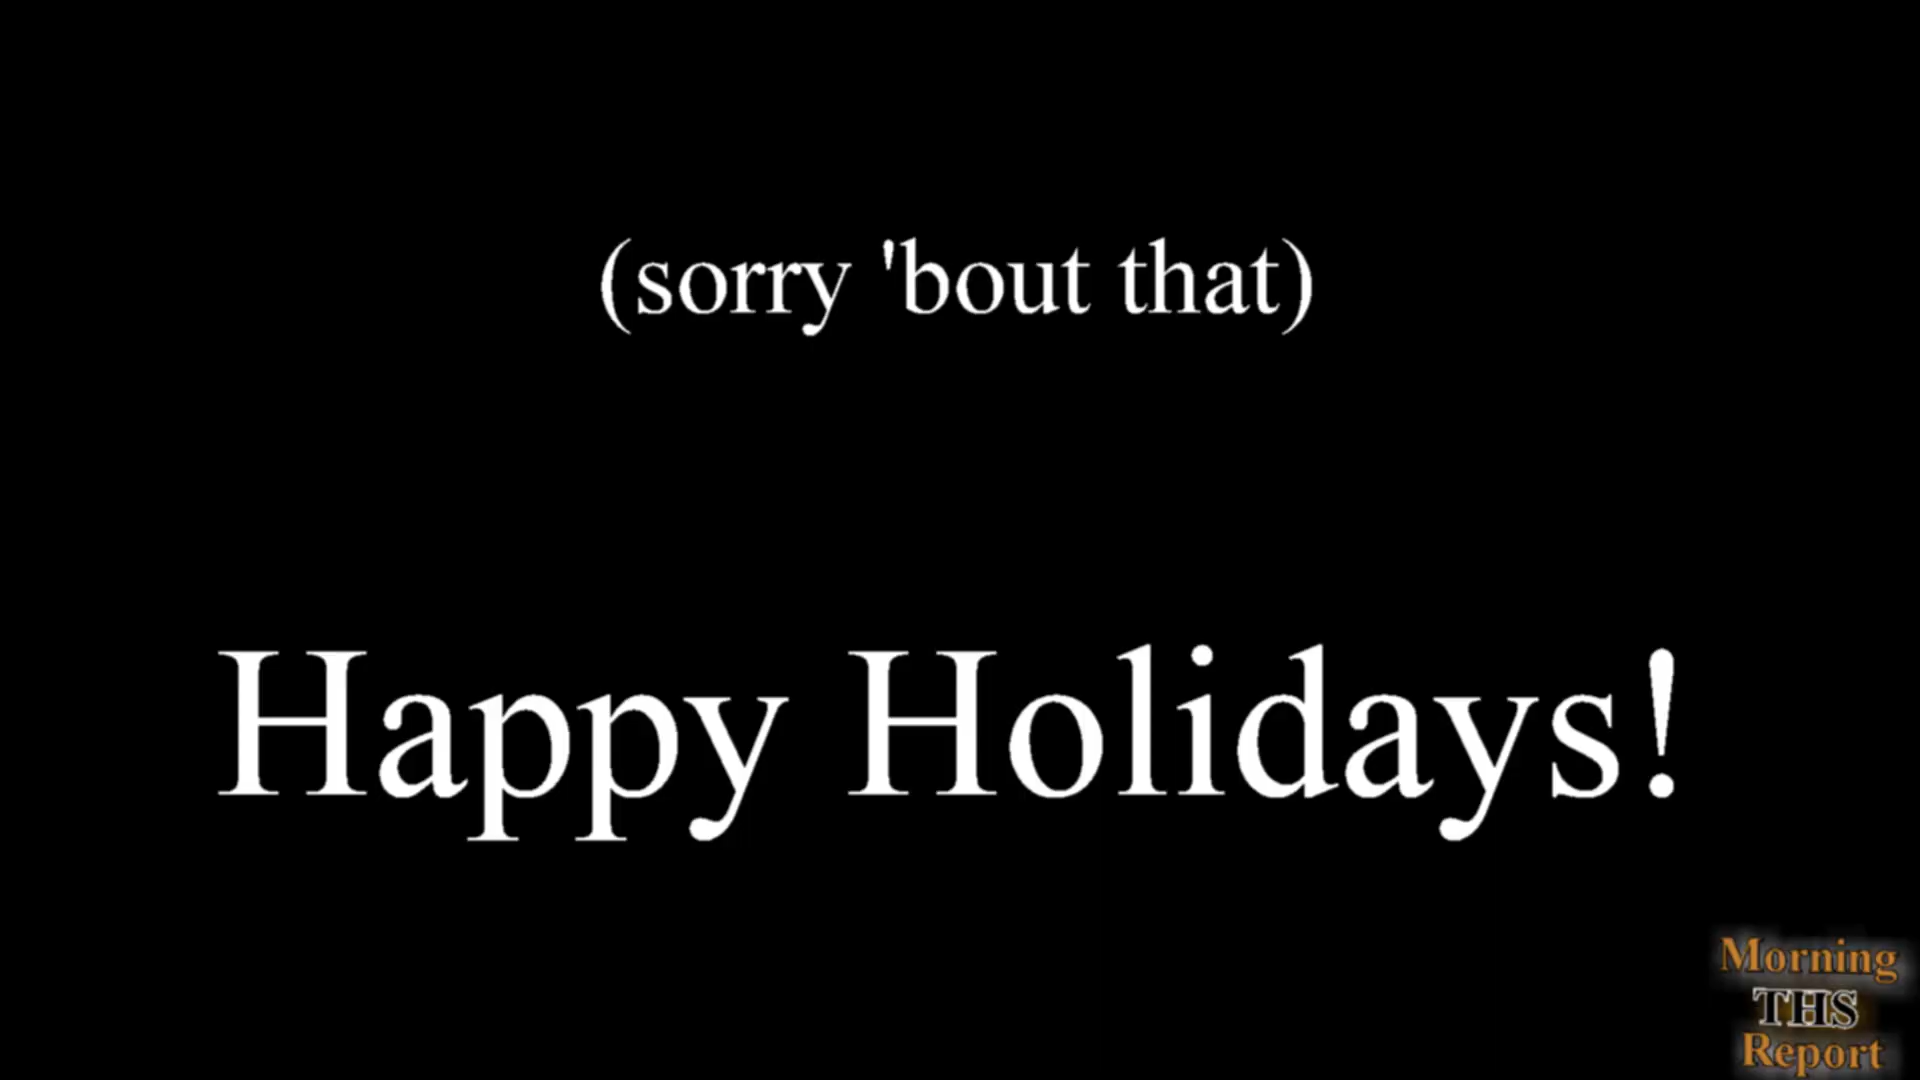 (sorry 'bout that)
Happy Holidays!
Morning
THS
Report